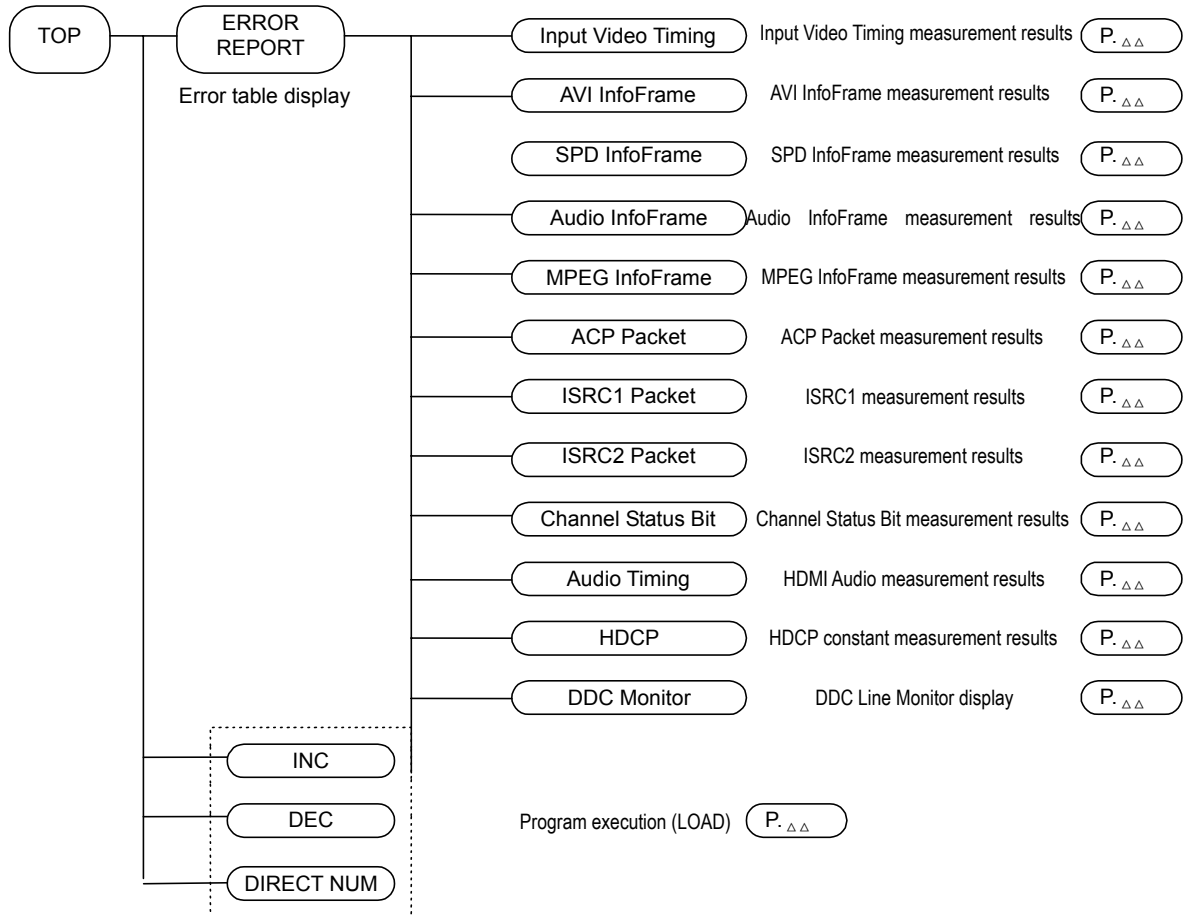 TOP
ERROR
REPORT
Error table display
Input Video Timing Input Video Timing measurement results P. △△
AVI InfoFrame AVI InfoFrame measurement results P. △△
SPD InfoFrame SPD InfoFrame measurement results P. △△
Audio InfoFrame Audio InfoFrame measurement results P. △△
MPEG InfoFrame MPEG InfoFrame measurement results P. △△
ACP Packet ACP Packet measurement results P. △△
ISRC1 Packet ISRC1 measurement results P. △△
ISRC2 Packet ISRC2 measurement results P. △△
Channel Status Bit Channel Status Bit measurement results P. △△
Audio Timing HDMI Audio measurement results P. △△
HDCP HDCP constant measurement results P. △△
DDC Monitor DDC Line Monitor display P. △△
INC
DEC Program execution (LOAD) P. △△
DIRECT NUM